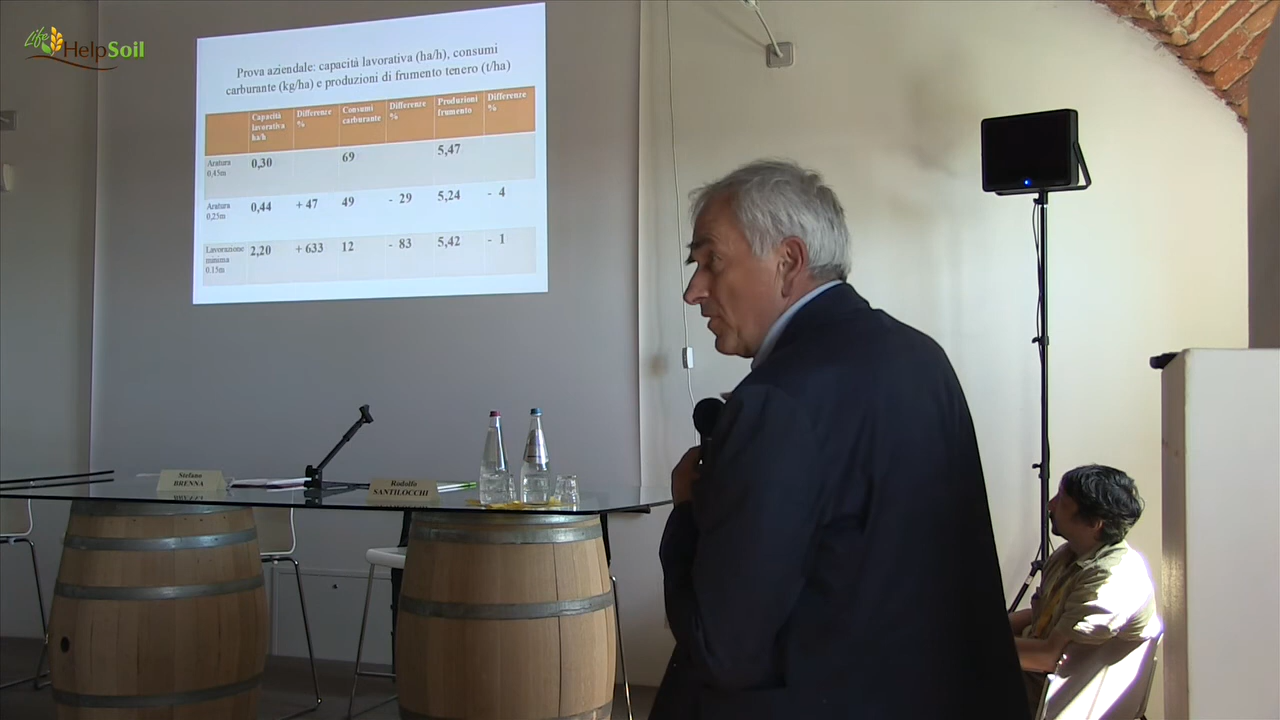 Life
HelpSoil
Prova aziendale: capacità lavorativa (ha/h), consumi
carburante (kg/ha) e produzioni di frumento tenero (t/ha)
Capacità lavorativa ha/h Differenze % Consumi carburante Differenze % Produzioni frumento Differenze %
Aratura 0,45m 0,30 69 5,47
Aratura 0,25m 0,44 + 47 49 - 29 5,24 - 4
Lavorazione minima 0.15m 2,20 + 633 12 - 83 5,42 - 1
Stefano
BRENNA
Rodolfo
SANTILOCCHI